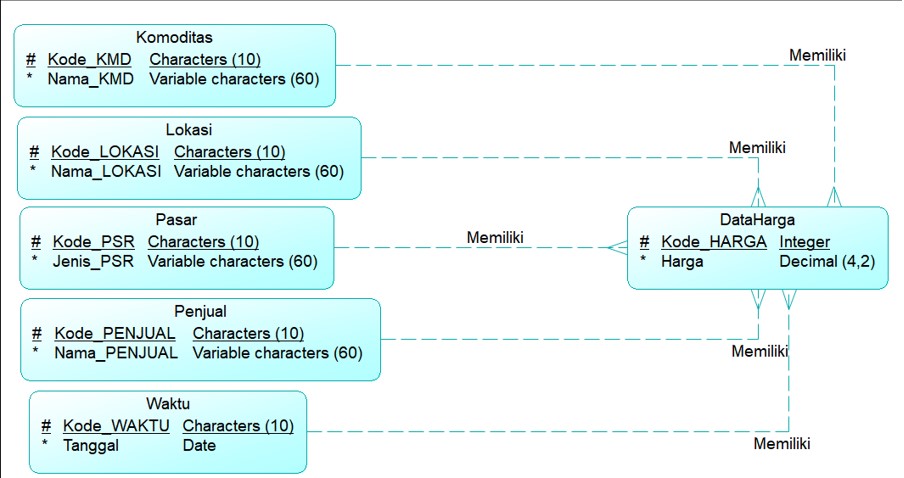 Komoditas
# Kode_KMD Characters (10)
* Nama_KMD Variable characters (60)
Memiliki
Lokasi
# Kode_LOKASI Characters (10)
* Nama_LOKASI Variable characters (60)
Memiliki
Pasar
# Kode_PSR Characters (10)
* Jenis_PSR Variable characters (60)
Memiliki
DataHarga
# Kode_HARGA Integer
* Harga Decimal (4,2)
Penjual
# Kode_PENJUAL Characters (10)
* Nama_PENJUAL Variable characters (60)
Memiliki
Waktu
# Kode_WAKTU Characters (10)
* Tanggal Date
Memiliki